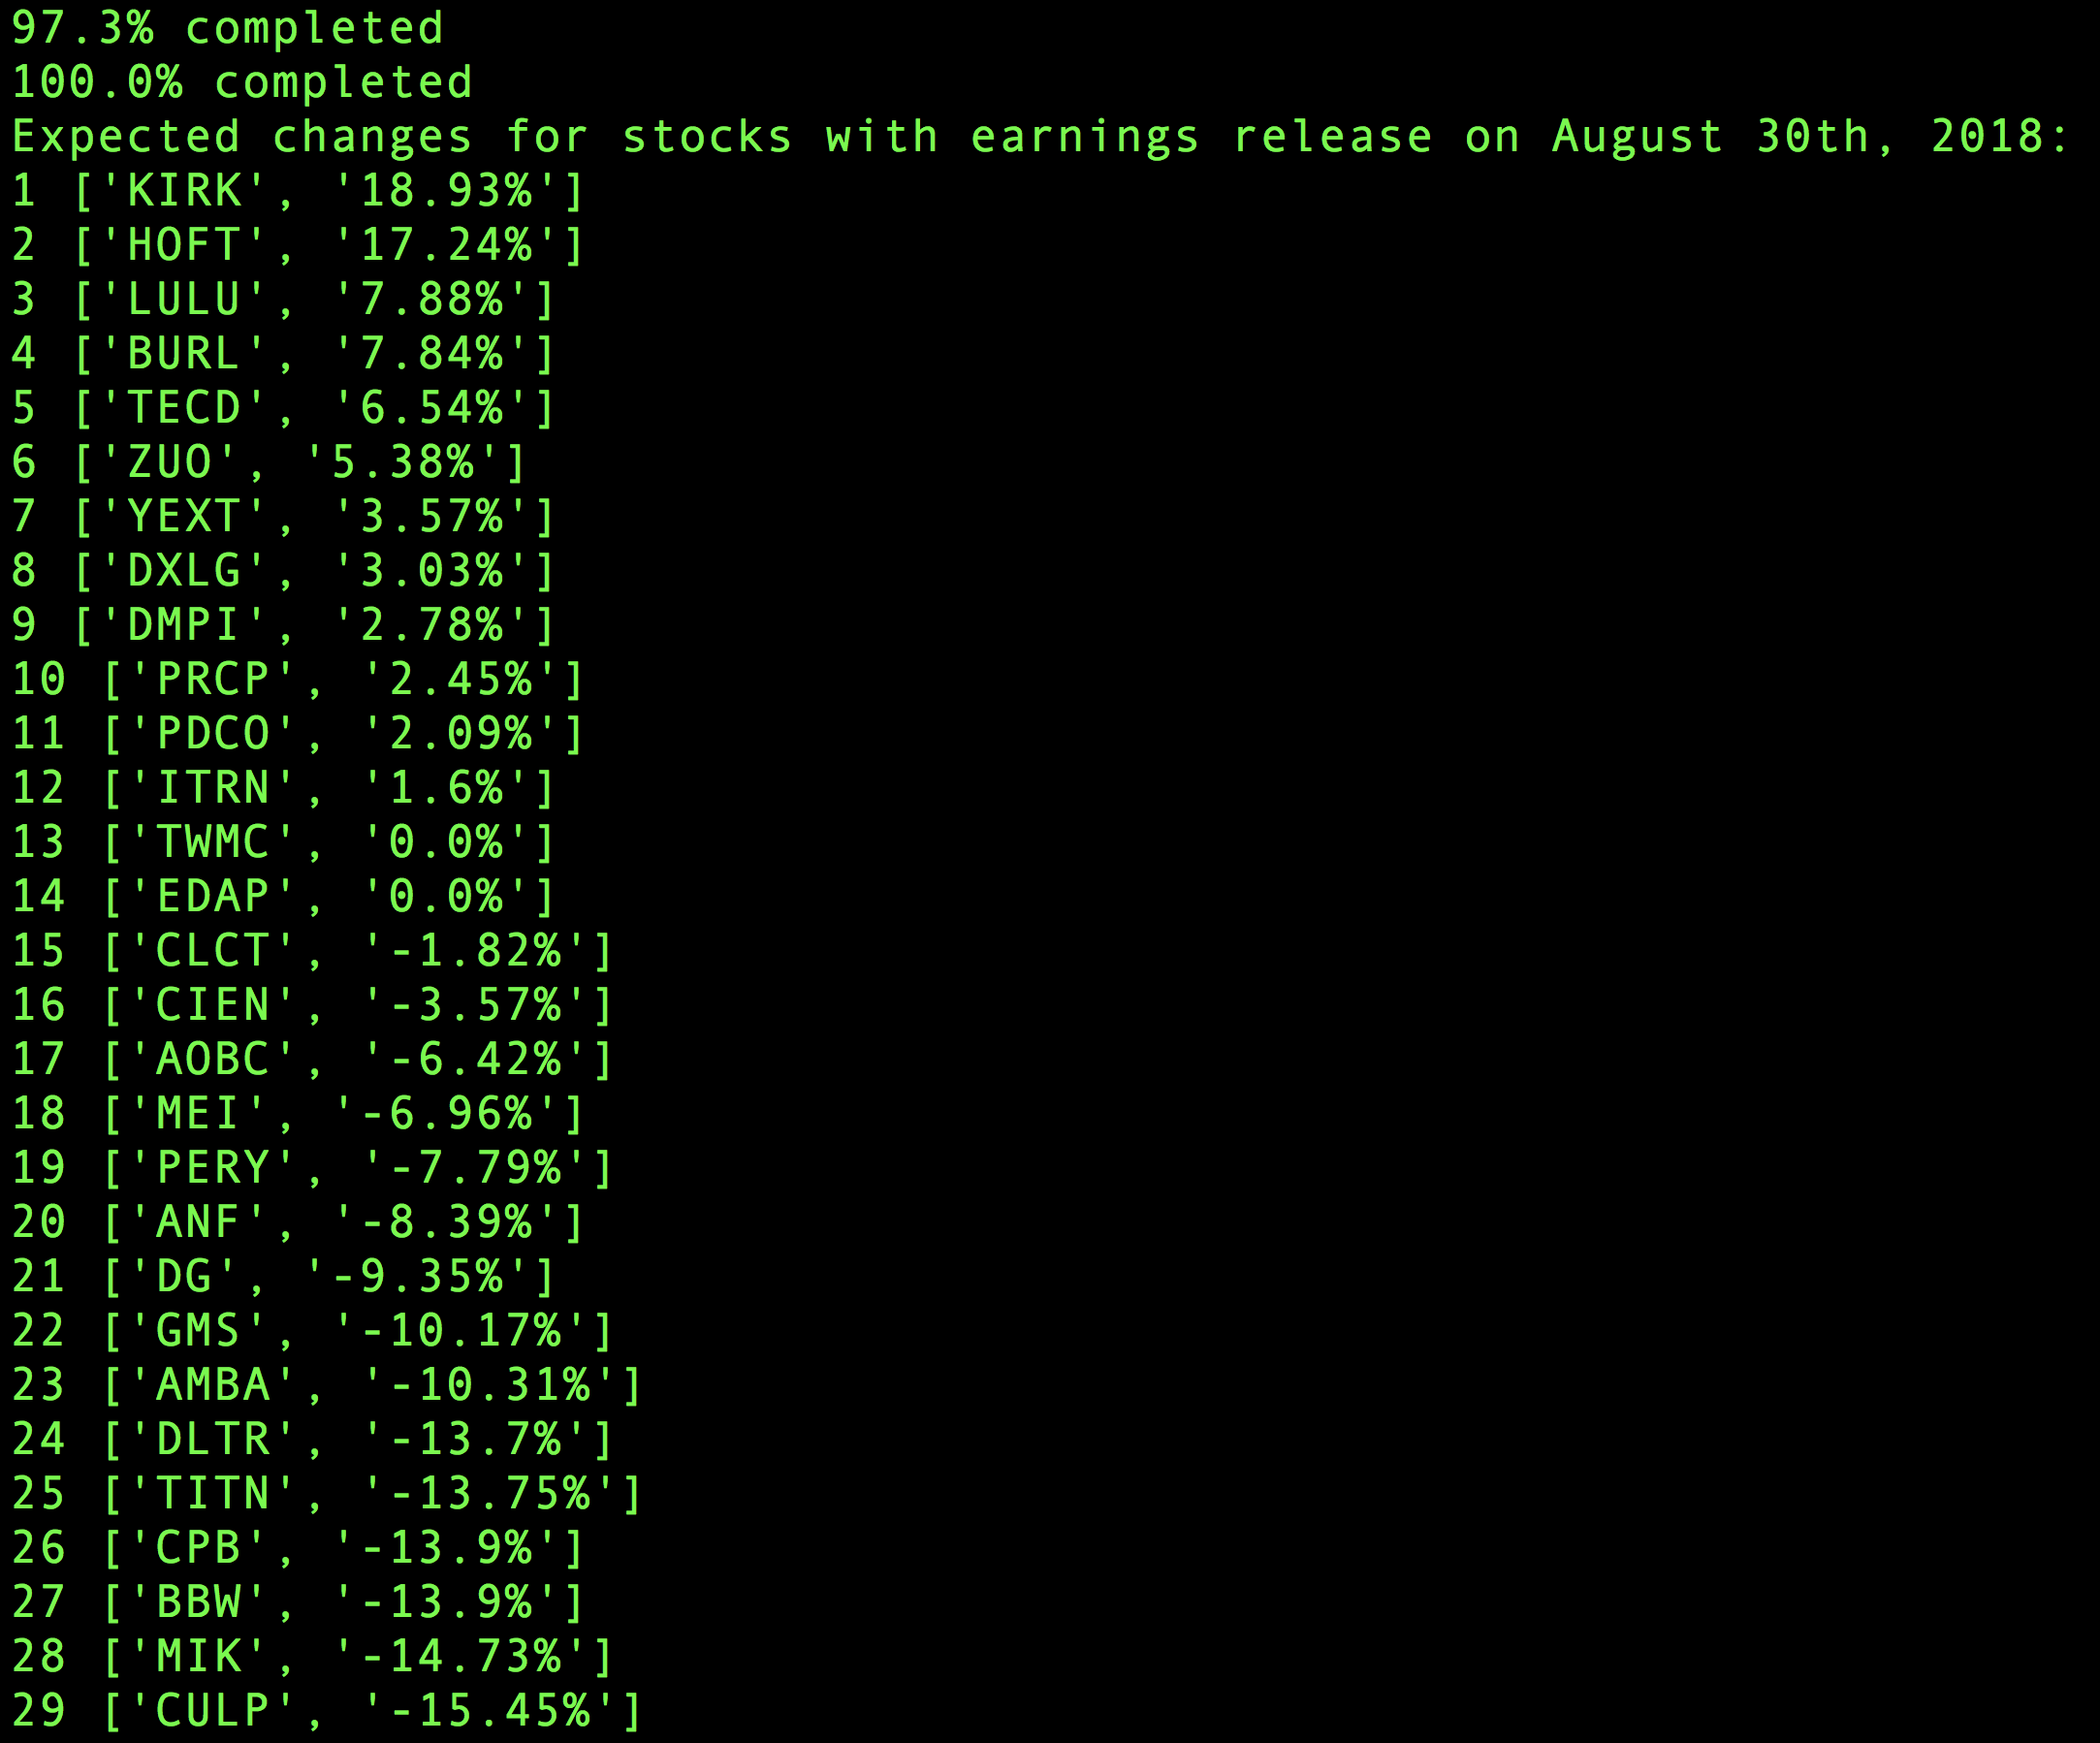 97.3% completed
100.0% completed
Expected changes for stocks with earnings release on August 30th, 2018:
1 ['KIRK', '18.93%']
2 ['HOFT', '17.24%']
3 ['LULU', '7.88%']
4 ['BURL', '7.84%']
5 ['TECD', '6.54%']
6 ['ZUO', '5.38%']
7 ['YEXT', '3.57%']
8 ['DXLG', '3.03%']
9 ['DMPI', '2.78%']
10 ['PRCP', '2.45%']
11 ['PDCO', '2.09%']
12 ['ITRN', '1.6%']
13 ['TWMC', '0.0%']
14 ['EDAP', '0.0%']
15 ['CLCT', '-1.82%']
16 ['CIEN', '-3.57%']
17 ['AOBC', '-6.42%']
18 ['MEI', '-6.96%']
19 ['PERY', '-7.79%']
20 ['ANF', '-8.39%']
21 ['DG', '-9.35%']
22 ['GMS', '-10.17%']
23 ['AMBA', '-10.31%']
24 ['DLTR', '-13.7%']
25 ['TITN', '-13.75%']
26 ['CPB', '-13.9%']
27 ['BBW', '-13.9%']
28 ['MIK', '-14.73%']
29 ['CULP', '-15.45%']